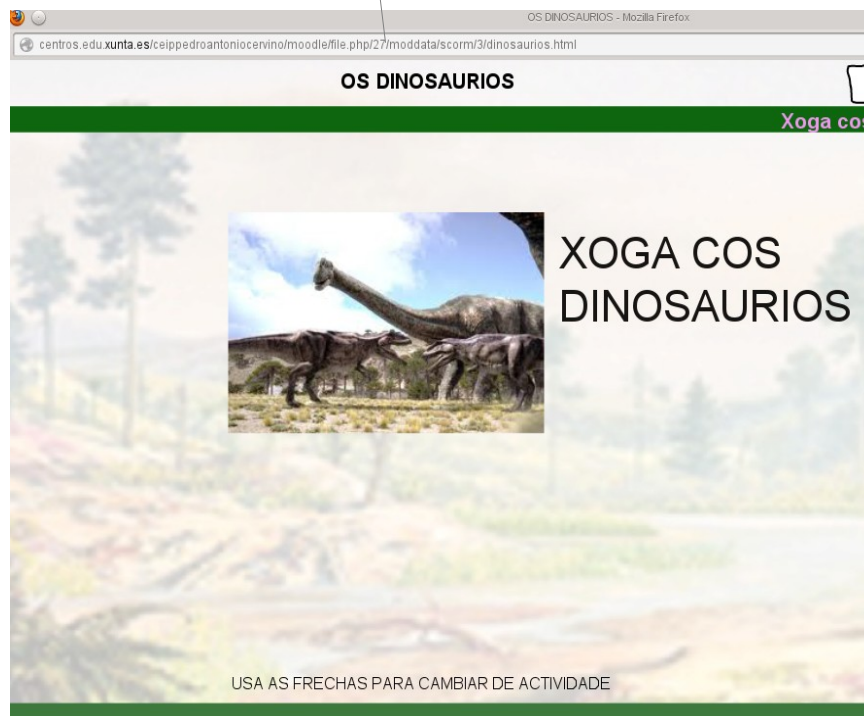 OS DINOSAURIOS - Mozilla Firefox
centros.edu.xunta.es/ceippedroantoniocervino/moodle/file.php/27/moddata/scorm/3/dinosaurios.html
OS DINOSAURIOS
Xoga cos
XOGA COS
DINOSAURIOS
USA AS FRECHAS PARA CAMBIAR DE ACTIVIDADE